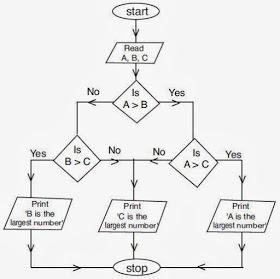 start
Read
A, B, C
Is
A > B
No
Yes
Is
B > C
Is
A > C
Yes
No
No
Yes
Print
'B is the
largest number'
Print
'C is the
largest number'
Print
'A is the
largest number'
stop